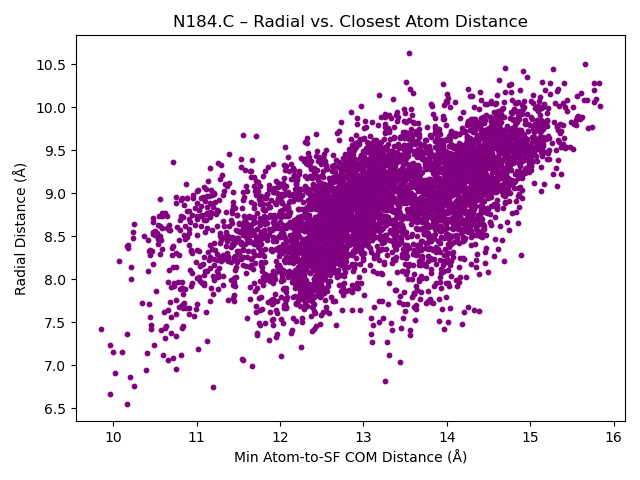 N184.C – Radial vs. Closest Atom Distance
Radial Distance (Å)
10.5
10.0
9.5
9.0
8.5
8.0
7.5
7.0
6.5
10 11 12 13 14 15 16
Min Atom-to-SF COM Distance (Å)